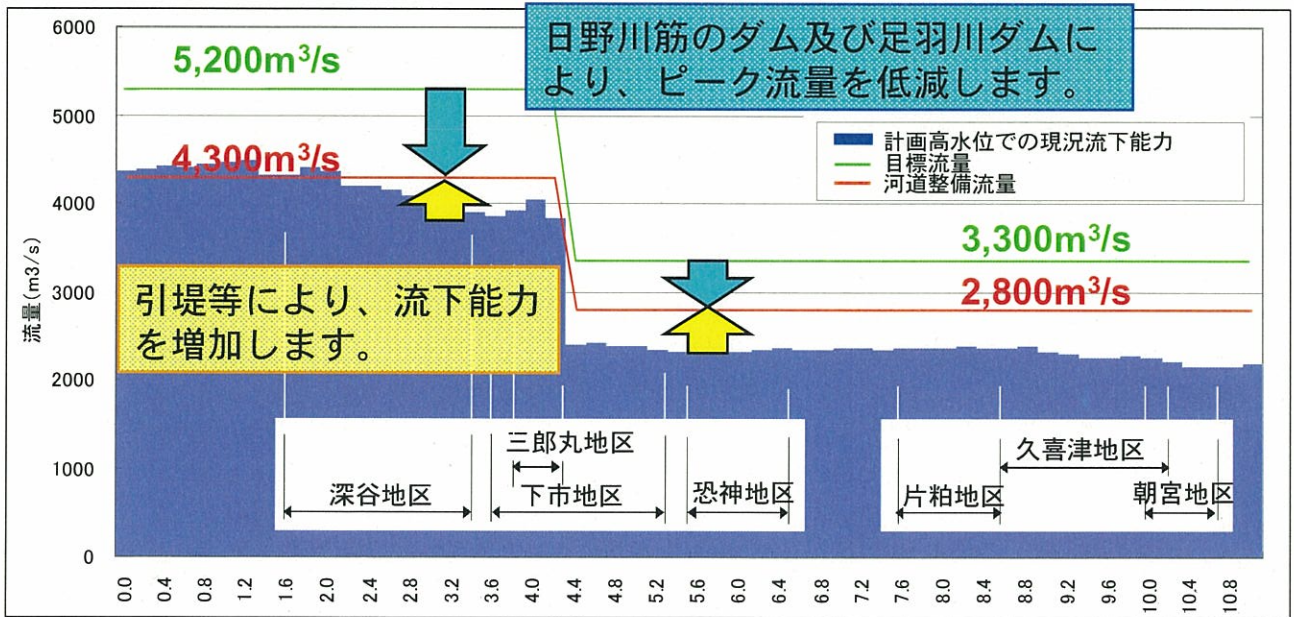 日野川筋のダム及び足羽川ダムに
より、ピーク流量を低減します。
計画高水位での現況流下能力
目標流量
河道整備流量
5,200m³/s
4,300m³/s
3,300m³/s
2,800m³/s
引堤等により、流下能力
を増加します。
流量(m3/s)
6000
5000
4000
3000
2000
1000
0
三郎丸地区
深谷地区
下市地区
恐神地区
久喜津地区
片粕地区
朝宮地区
0.0 0.4 0.8 1.2 1.6 2.0 2.4 2.8 3.2 3.6 4.0 4.4 4.8 5.2 5.6 6.0 6.4 6.8 7.2 7.6 8.0 8.4 8.8 9.2 9.6 10.0 10.4 10.8